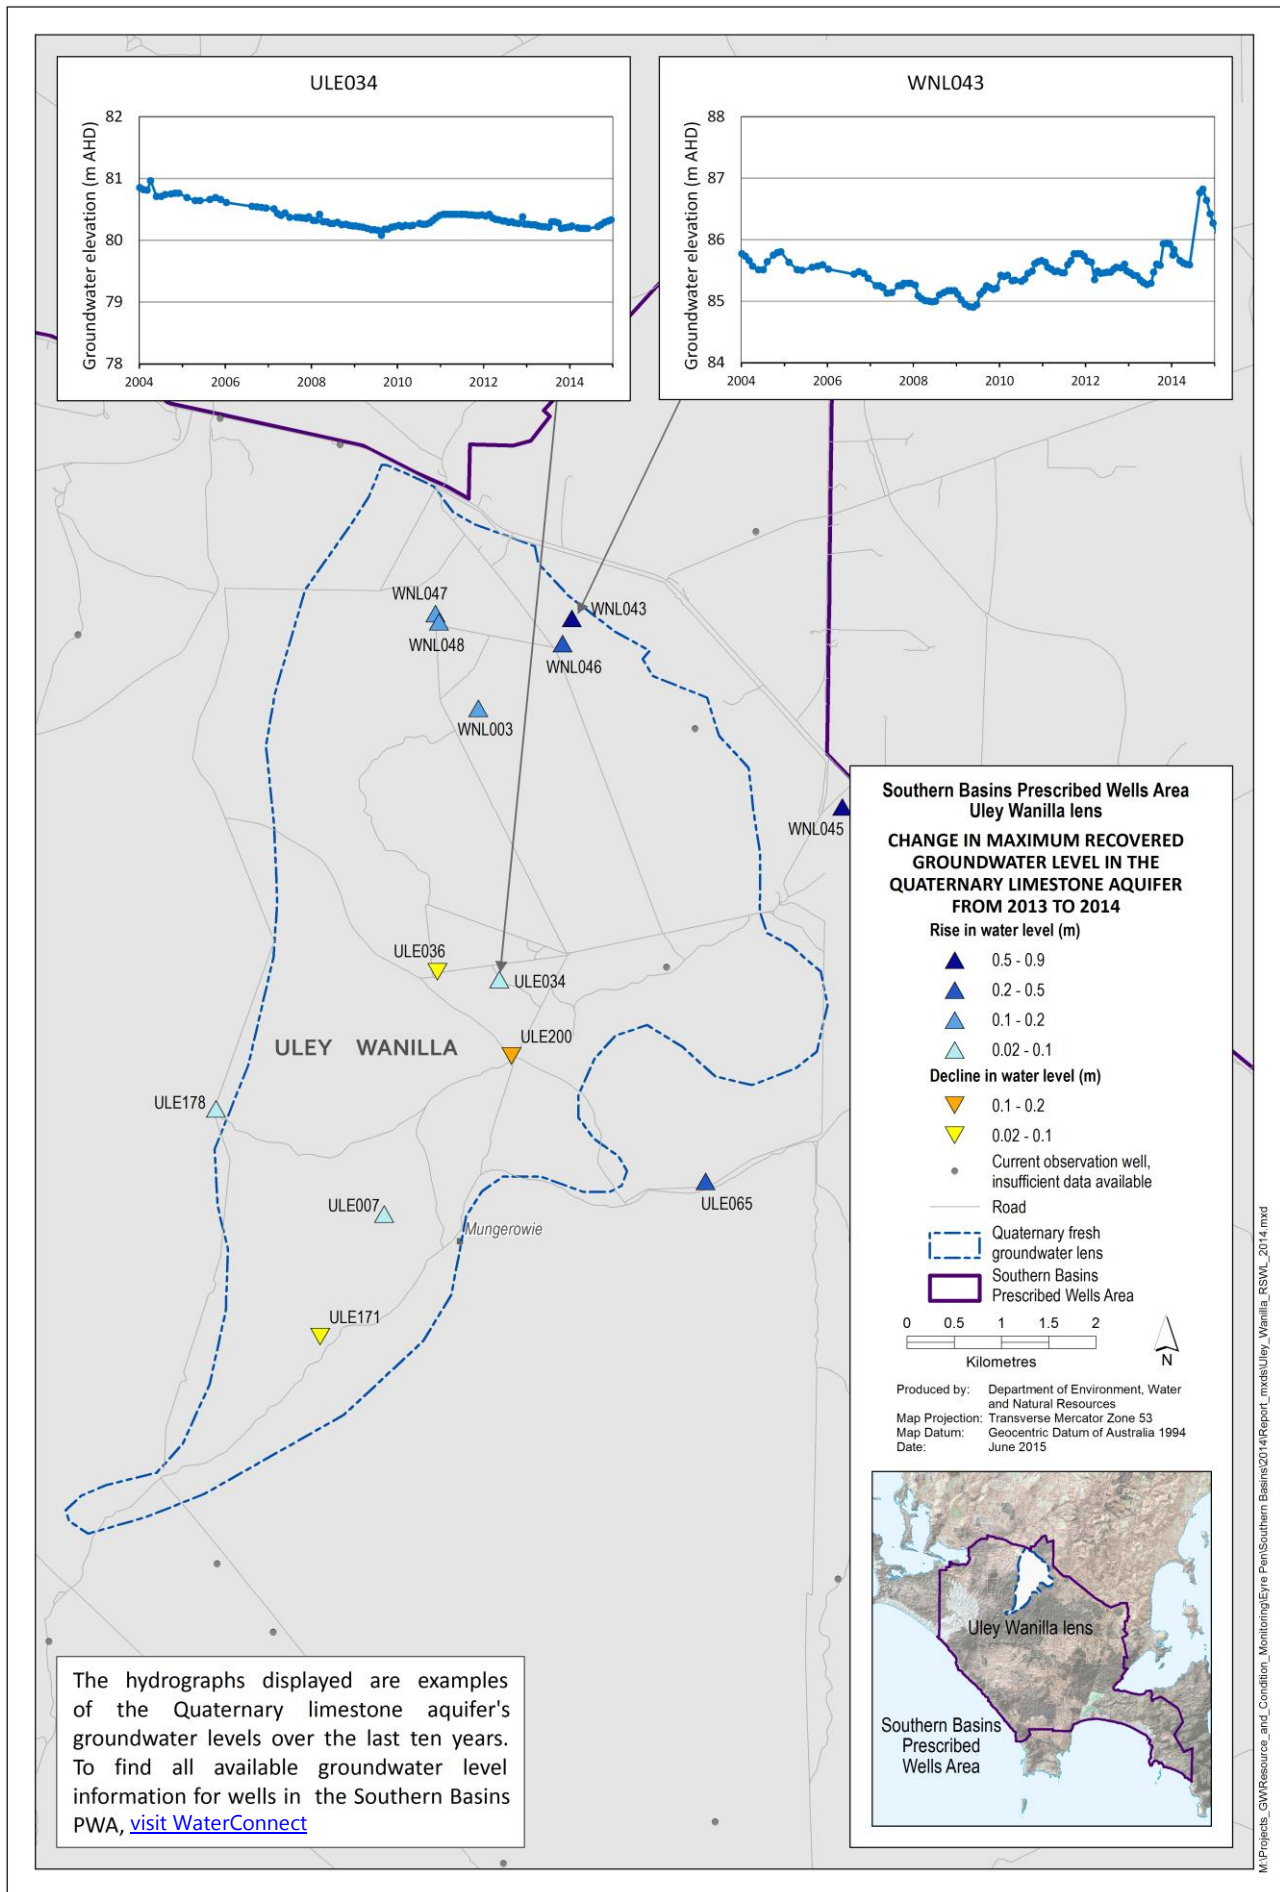 ULE034
Groundwater elevation (m AHD)
82
81
80
79
78
2004 2006 2008 2010 2012 2014
WNL043
Groundwater elevation (m AHD)
88
87
86
85
84
2004 2006 2008 2010 2012 2014
WNL047
WNL043
WNL048
WNL046
WNL003
WNL045
ULE036
ULE034
ULE200
ULEY WANILLA
ULE178
ULE065
ULE007
Mungerowie
ULE171
Southern Basins Prescribed Wells Area
Uley Wanilla lens
CHANGE IN MAXIMUM RECOVERED
GROUNDWATER LEVEL IN THE
QUATERNARY LIMESTONE AQUIFER
FROM 2013 TO 2014
Rise in water level (m)
0.5 - 0.9
0.2 - 0.5
0.1 - 0.2
0.02 - 0.1
Decline in water level (m)
0.1 - 0.2
0.02 - 0.1
Current observation well,
insufficient data available
Road
Quaternary fresh
groundwater lens
Southern Basins
Prescribed Wells Area
0 0.5 1 1.5 2
Kilometres
N
Produced by: Department of Environment, Water
and Natural Resources
Map Projection: Transverse Mercator Zone 53
Map Datum: Geocentric Datum of Australia 1994
Date: June 2015
Uley Wanilla lens
Southern Basins
Prescribed
Wells Area
The hydrographs displayed are examples
of the Quaternary limestone aquifer's
groundwater levels over the last ten years.
To find all available groundwater level
information for wells in the Southern Basins
PWA, visit WaterConnect
M:\Projects_GW\Resource_and_Condition_Monitoring\Eyre Pen\Southern Basins\2014\Report_mxds\Uley_Wanilla_RSWL_2014.mxd